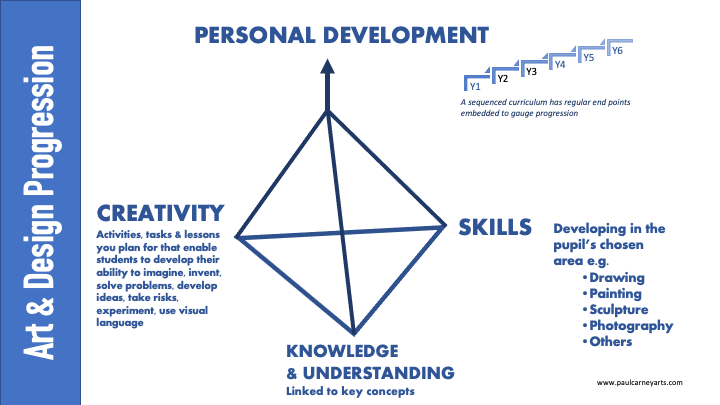 Art & Design Progression
PERSONAL DEVELOPMENT
Y1
Y2
Y3
Y4
Y5
Y6
A sequenced curriculum has regular end points
embedded to gauge progression
CREATIVITY
Activities, tasks & lessons
you plan for that enable
students to develop their
ability to imagine, invent,
solve problems, develop
ideas, take risks,
experiment, use visual
language
SKILLS
Developing in the
pupil's chosen
area e.g.
• Drawing
• Painting
• Sculpture
• Photography
• Others
KNOWLEDGE
& UNDERSTANDING
Linked to key concepts
www.paulcarneyarts.com